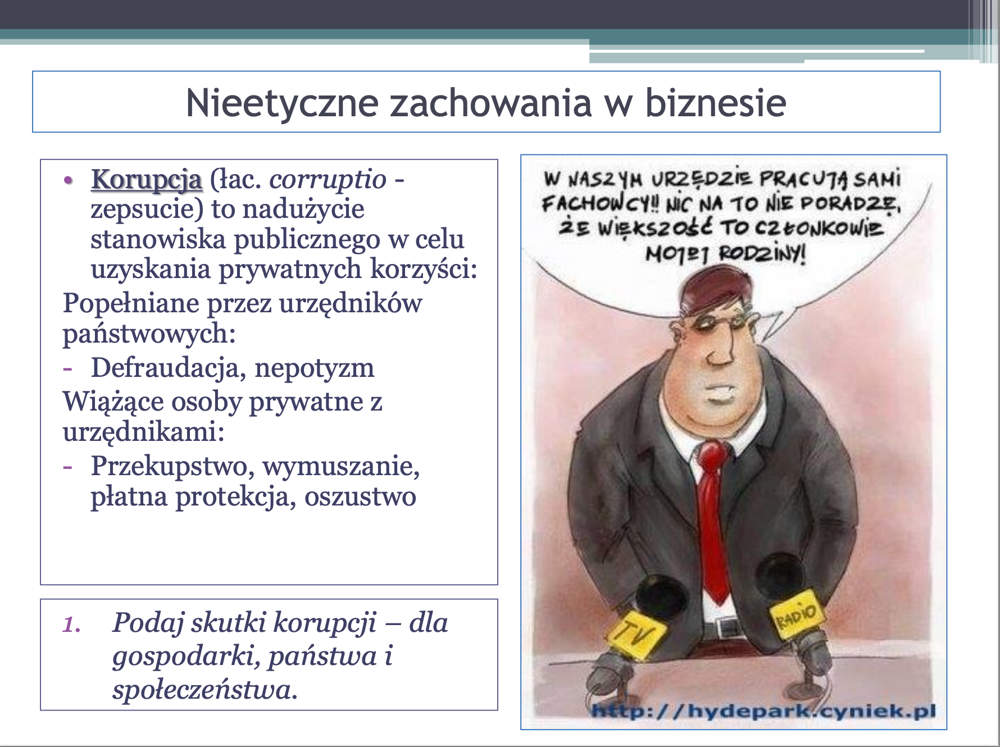 Nieetyczne zachowania w biznesie
• Korupcja (łac. corruptio -
zepsucie) to nadużycie
stanowiska publicznego w celu
uzyskania prywatnych korzyści:
Popełniane przez urzędników
państwowych:
- Defraudacja, nepotyzm
Wiążące osoby prywatne z
urzędnikami:
- Przekupstwo, wymuszanie,
płatna protekcja, oszustwo
1. Podaj skutki korupcji – dla
gospodarki, państwa i
społeczeństwa.
W NASZYM URZĘDZIE PRACUJĄ SAMI
FACHOWCY!! NIC NA TO NIE PORADZĘ,
ŻE WIĘKSZOŚĆ TO CZŁONKOWIE
MOJEJ RODZINY!
TV
RADIO
http://hydepark.cyniek.pl